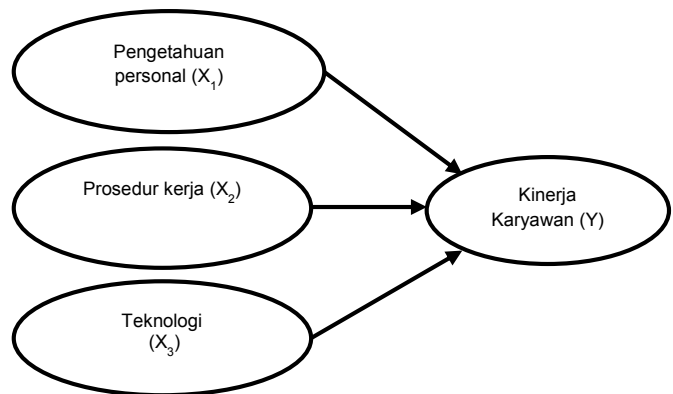 Pengetahuan
personal (X₁)
Prosedur kerja (X₂)
Kinerja
Karyawan (Y)
Teknologi
(X₃)